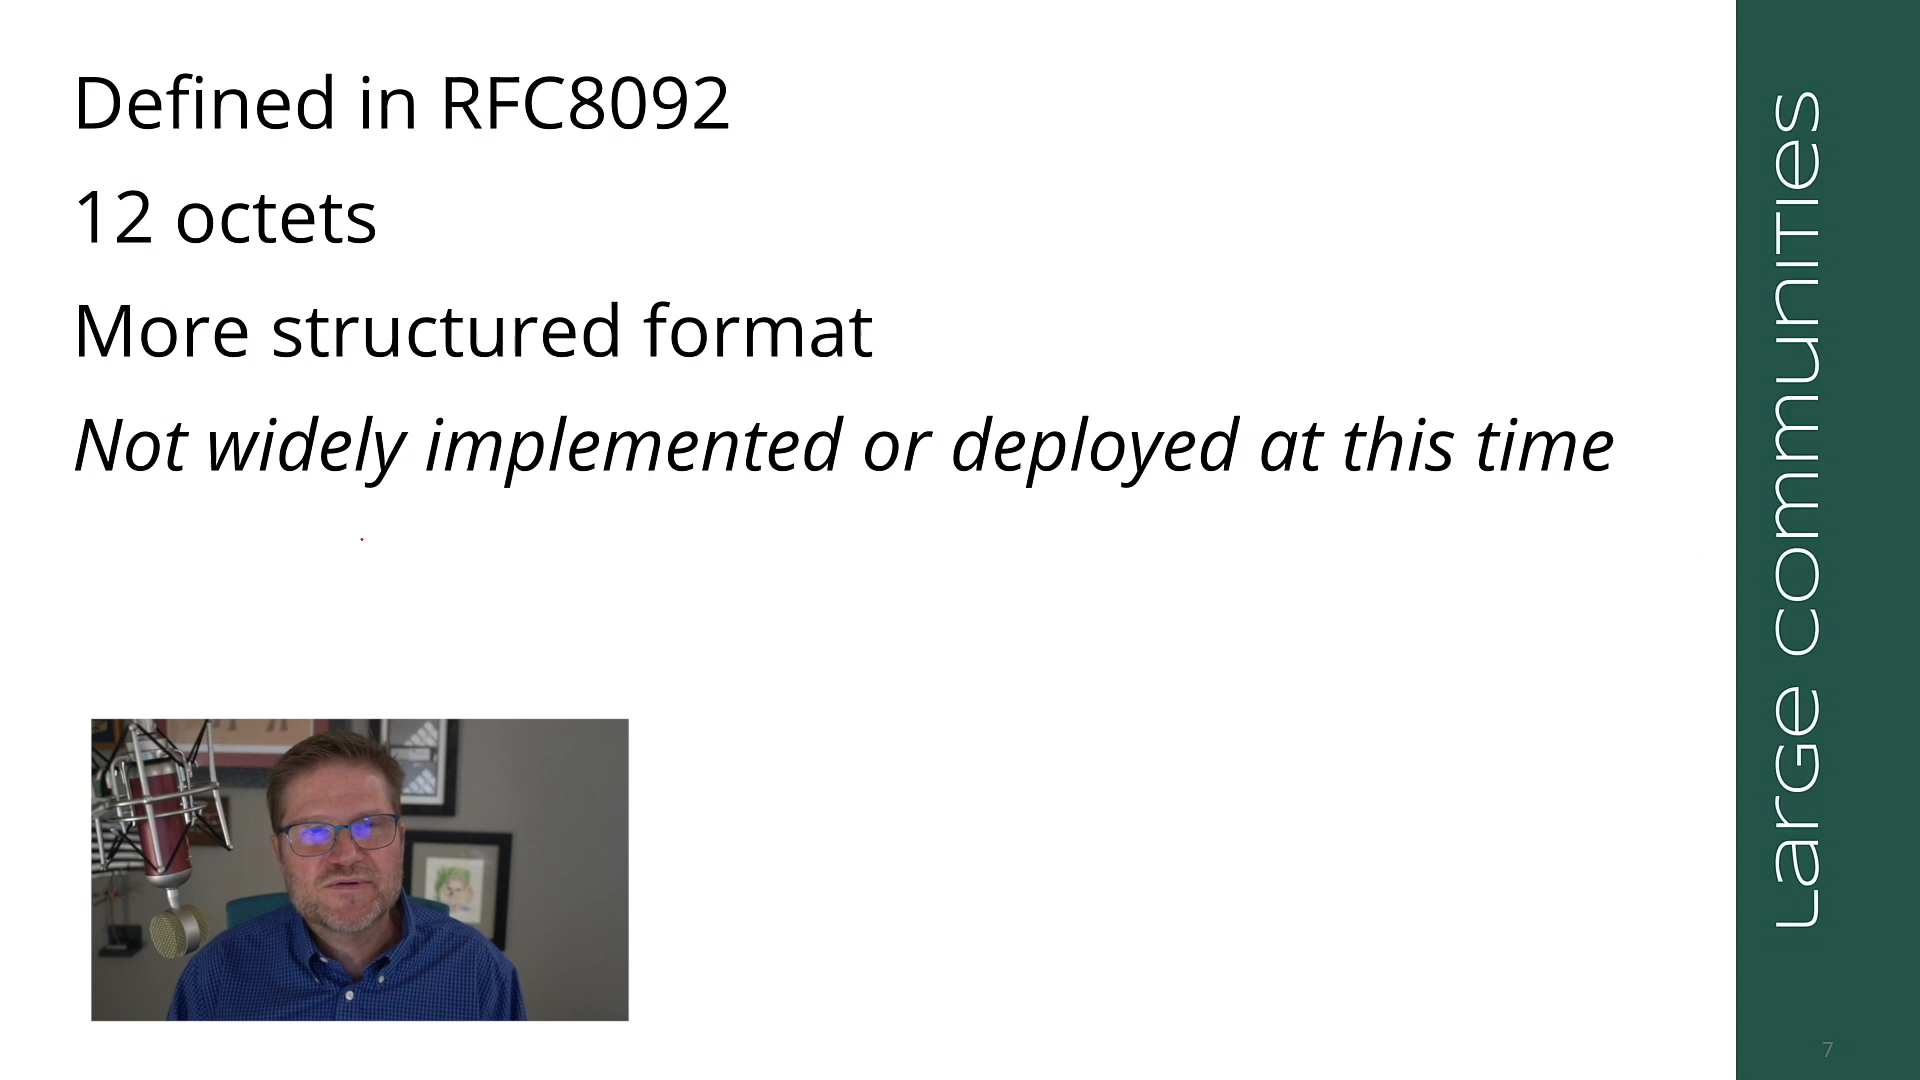 Defined in RFC8092
12 octets
More structured format
Not widely implemented or deployed at this time
Large communities
7